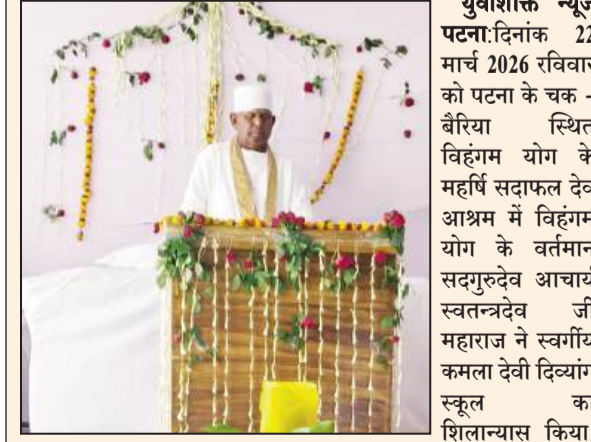 युवाशक्ति न्यूज
पटना:दिनांक 22
मार्च 2026 रविवार
को पटना के चक -
बैरिया स्थित
विहंगम योग के
महर्षि सदाफल देव
आश्रम में विहंगम
योग के वर्तमान
सदगुरुदेव आचार्य
स्वतन्त्रदेव जी
महाराज ने स्वर्गीय
कमला देवी दिव्यांग
स्कूल का
शिलान्यास किया